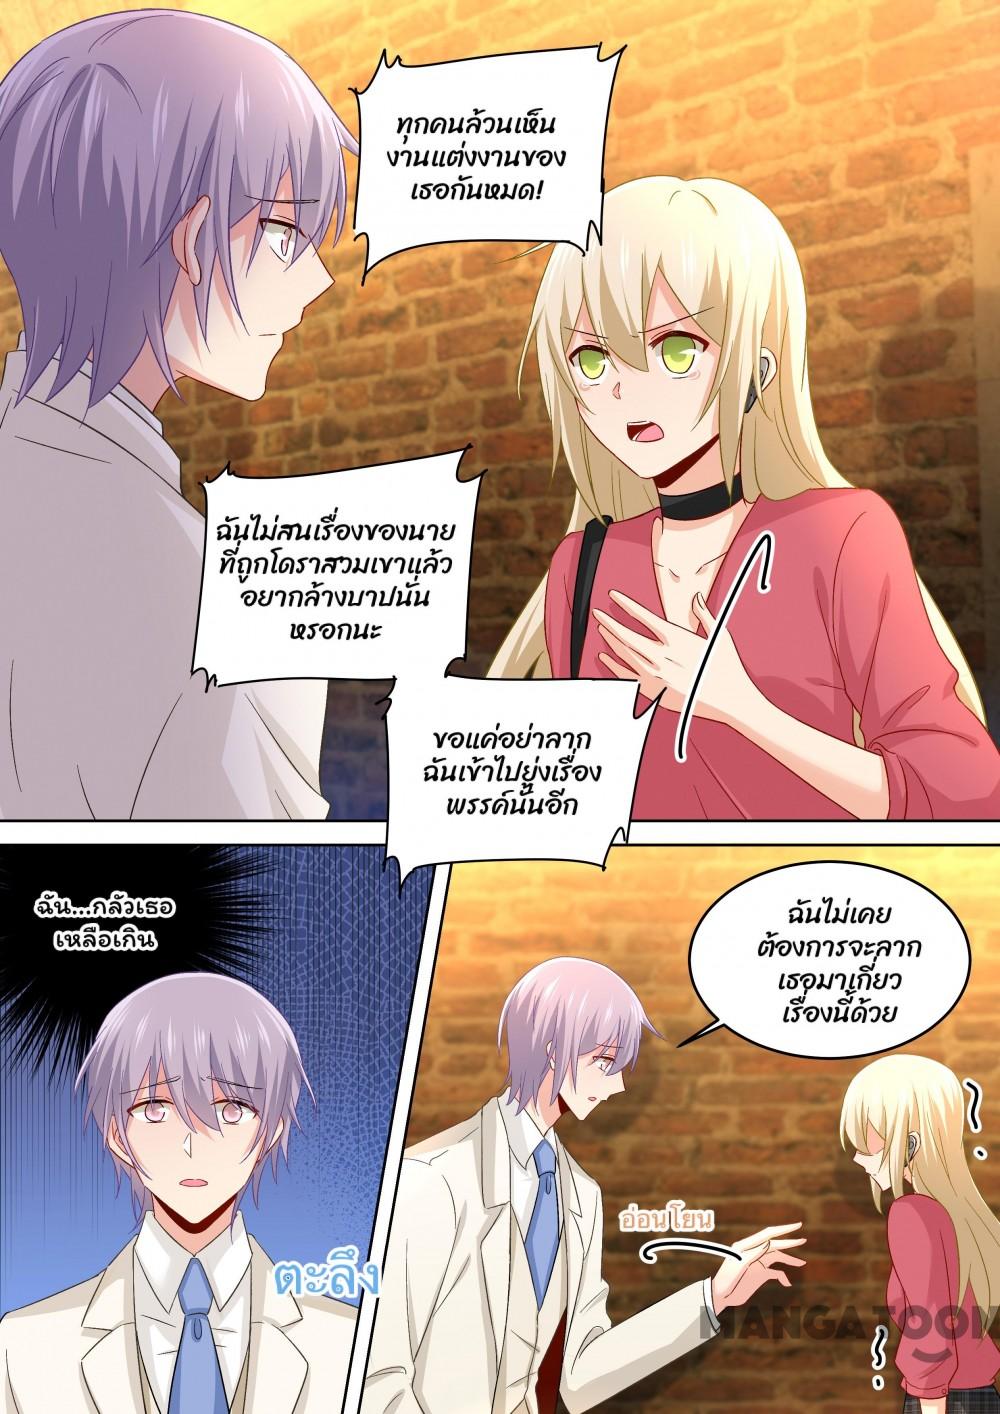 ทุกคนล้วนเห็น
งานแต่งงานของ
เธอกันหมด!
ฉันไม่สนเรื่องของนาย
ที่ถูกโดราสวมเขาแล้ว
อยากล้างบาปนั่น
หรอกนะ
ขอแค่อย่าลาก
ฉันเข้าไปยุ่งเรื่อง
พรรค์นั้นอีก
ฉัน...กลัวเธอ
เหลือเกิน
ตะลึง
ฉันไม่เคย
ต้องการจะลาก
เธอมาเกี่ยว
เรื่องนี้ด้วย
อ่อนโยน
MANGATOON